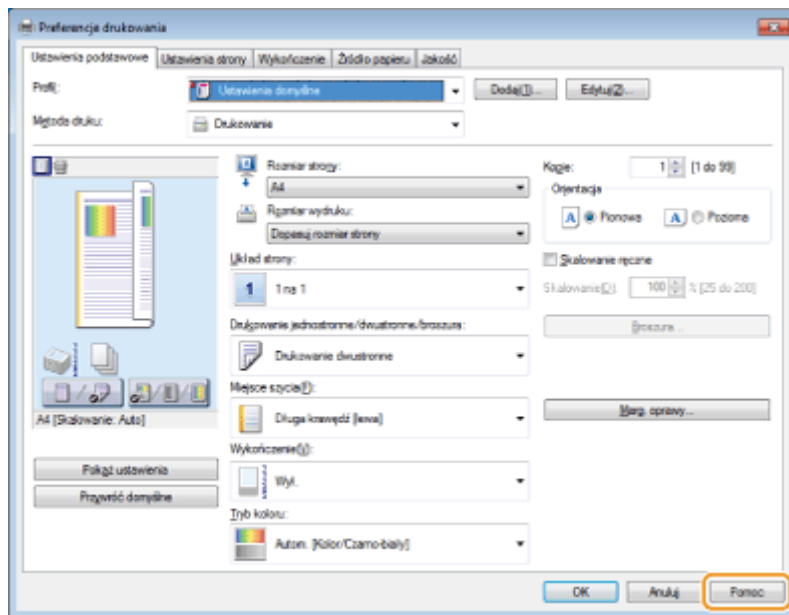 Preferencje drukowania
Ustawienia podstawowe Ustawienia strony Wykończenie Źródło papieru Jakość
Profil: Ustawienia domyślne Dodaj(1)... Edytuj(2)...
Metoda druku: Drukowanie
Rozmiar strony: Kopie: 1 [1 do 99]
A4 Orientacja
Rozmiar wydruku: A Pionowa A Pozioma
Dopasuj rozmiar strony
Układ strony: Skalowanie ręczne
1 1 na 1 Skalowanie(D): 100 % [25 do 200]
Drukowanie jednostronne/dwustronne/broszura: Broszura...
Drukowanie dwustronne
Miejsce szycia(F):
A4 [Skalowanie: Auto] Długa krawędź [lewa] Marg. oprawy...
Wykończenie(V):
Pokaż ustawienia Wył.
Przywróć domyślne
Tryb koloru:
Autom. [Kolor/Czarno-biały]
OK Anuluj Pomoc